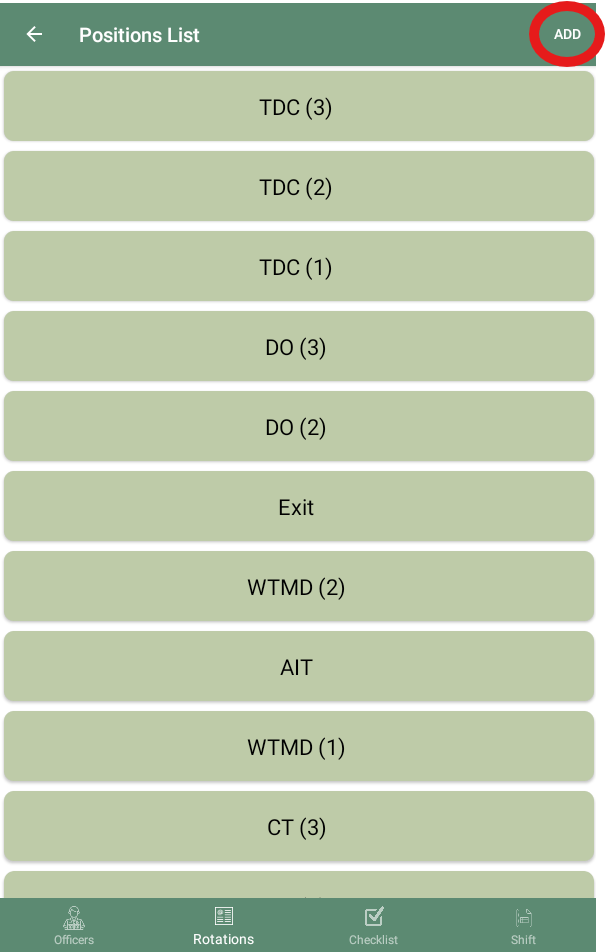 Positions List
ADD
TDC (3)
TDC (2)
TDC (1)
DO (3)
DO (2)
Exit
WTMD (2)
AIT
WTMD (1)
CT (3)
Officers
Rotations
Checklist
Shift